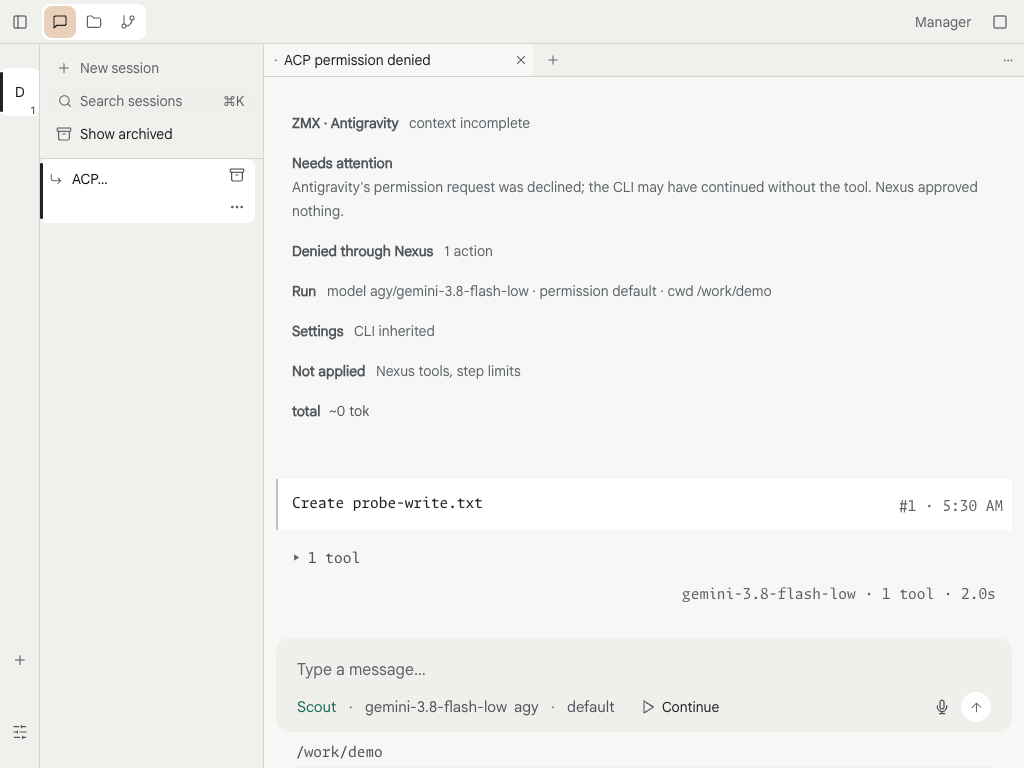 Manager
D
1
New session
Search sessions ⌘K
Show archived
ACP...
· ACP permission denied
ZMX · Antigravity context incomplete
Needs attention
Antigravity's permission request was declined; the CLI may have continued without the tool. Nexus approved
nothing.
Denied through Nexus 1 action
Run model agy/gemini-3.8-flash-low · permission default · cwd /work/demo
Settings CLI inherited
Not applied Nexus tools, step limits
total ~0 tok
Create probe-write.txt #1 · 5:30 AM
1 tool
gemini-3.8-flash-low · 1 tool · 2.0s
Type a message...
Scout · gemini-3.8-flash-low agy · default Continue
/work/demo